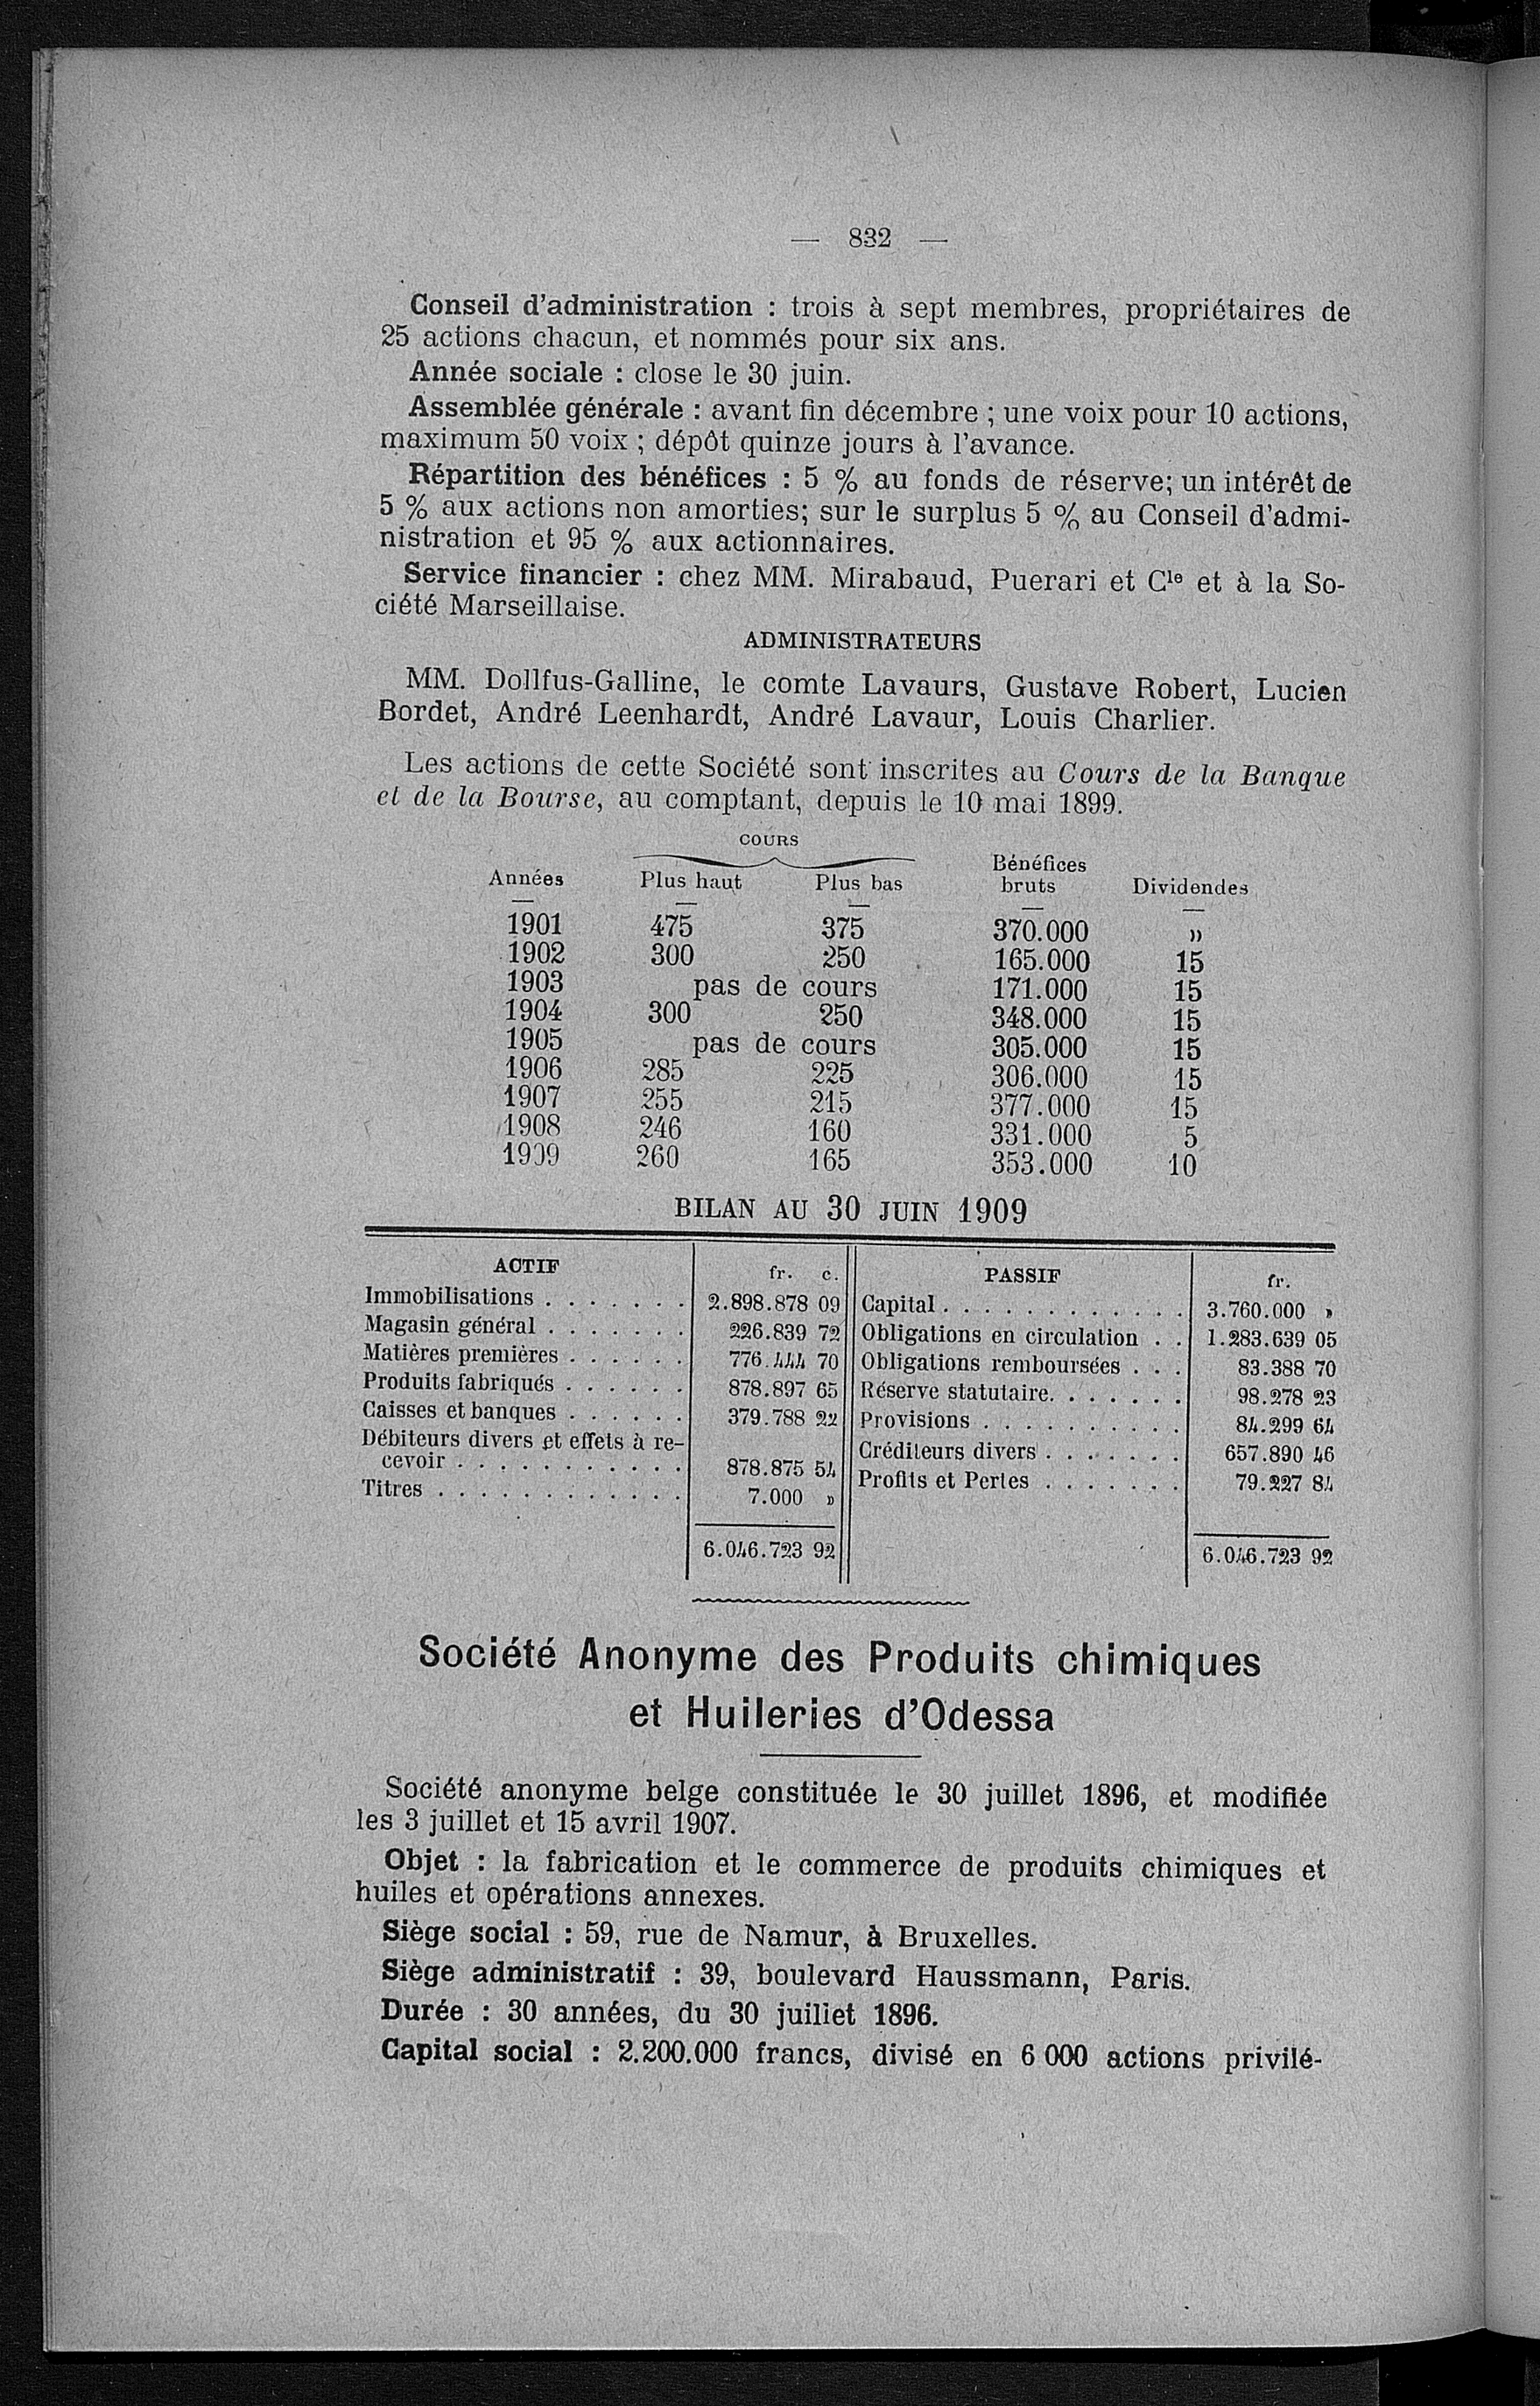 — 832 —
Conseil d'administration : trois à sept membres, propriétaires de
25 actions chacun, et nommés pour six ans.
Année sociale : close le 30 juin.
Assemblée générale : avant fin décembre ; une voix pour 10 actions,
maximum 50 voix ; dépôt quinze jours à l'avance.
Répartition des bénéfices : 5 % au fonds de réserve; un intérêt de
5 % aux actions non amorties; sur le surplus 5 % au Conseil d'admi-
nistration et 95 % aux actionnaires.
Service financier : chez MM. Mirabaud, Puerari et Cie et à la So-
ciété Marseillaise.
ADMINISTRATEURS
MM. Dollfus-Galline, le comte Lavaurs, Gustave Robert, Lucien
Bordet, André Leenhardt, André Lavaur, Louis Charlier.
Les actions de cette Société sont inscrites au Cours de la Banque
et de la Bourse, au comptant, depuis le 10 mai 1899.
COURS
Années Plus haut Plus bas Bénéfices bruts Dividendes
1901 475 375 370.000 »
1902 300 250 165.000 15
1903 pas de cours 171.000 15
1904 300 250 348.000 15
1905 pas de cours 305.000 15
1906 285 225 306.000 15
1907 255 215 377.000 15
1908 246 160 331.000 5
1909 260 165 353.000 10
BILAN AU 30 JUIN 1909
ACTIF fr. c. PASSIF fr.
Immobilisations . . . . . . . 2.898.878 09 Capital . . . . . . . . . . . . 3.760.000 »
Magasin général . . . . . . . 226.839 72 Obligations en circulation . . 1.283.639 05
Matières premières . . . . . . 776.444 70 Obligations remboursées . . . 83.388 70
Produits fabriqués . . . . . . 878.897 65 Réserve statutaire. . . . . . . 98.278 23
Caisses et banques . . . . . . 379.788 22 Provisions . . . . . . . . . . 84.299 64
Débiteurs divers et effets à re-
cevoir . . . . . . . . . . . 878.875 54 Créditeurs divers . . . . . . . 657.890 46
Titres . . . . . . . . . . . . 7.000 » Profits et Pertes . . . . . . . 79.227 84
6.046.723 92 6.046.723 92
Société Anonyme des Produits chimiques
et Huileries d'Odessa
Société anonyme belge constituée le 30 juillet 1896, et modifiée
les 3 juillet et 15 avril 1907.
Objet : la fabrication et le commerce de produits chimiques et
huiles et opérations annexes.
Siège social : 59, rue de Namur, à Bruxelles.
Siège administratif : 39, boulevard Haussmann, Paris.
Durée : 30 années, du 30 juillet 1896.
Capital social : 2.200.000 francs, divisé en 6 000 actions privilé-